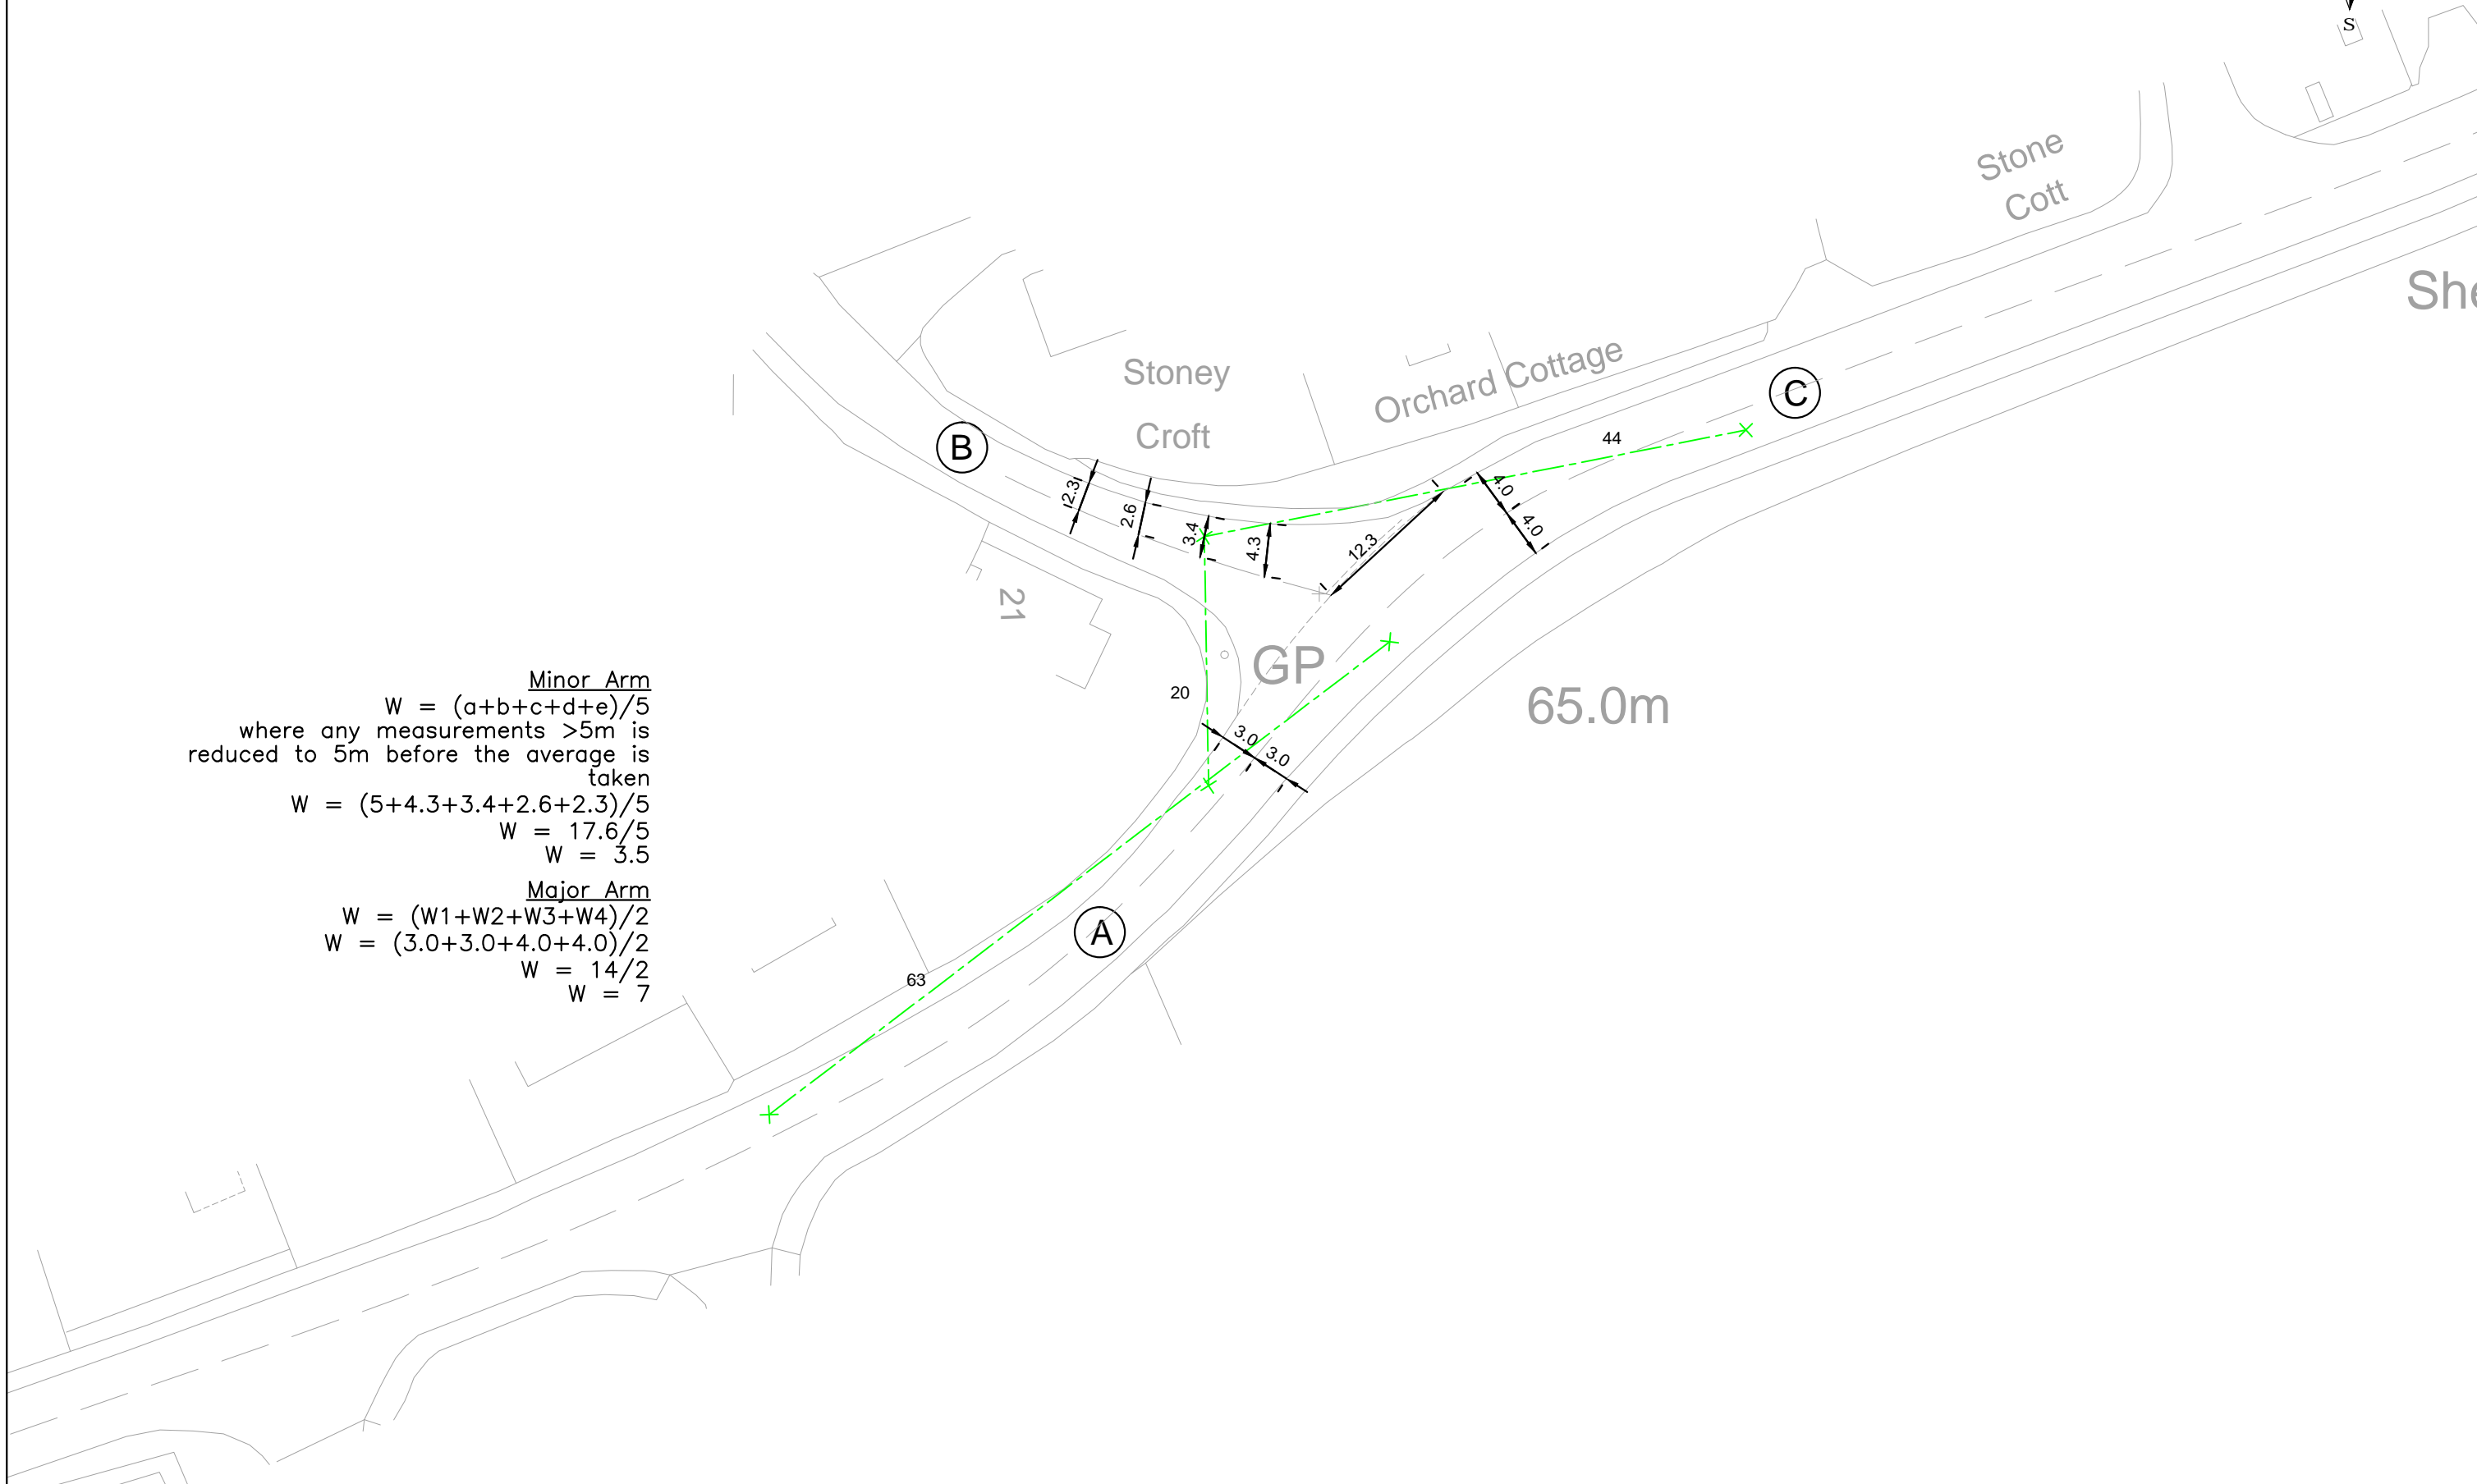 S
Stone
Cott
She
Stoney
Croft
Orchard Cottage
C
B
44
2.3
2.6
3.4
4.3
12.3
4.0
4.0
21
GP
65.0m
20
3.0
3.0
A
63
Minor Arm
W = (a+b+c+d+e)/5
where any measurements >5m is
reduced to 5m before the average is
taken
W = (5+4.3+3.4+2.6+2.3)/5
W = 17.6/5
W = 3.5
Major Arm
W = (W1+W2+W3+W4)/2
W = (3.0+3.0+4.0+4.0)/2
W = 14/2
W = 7